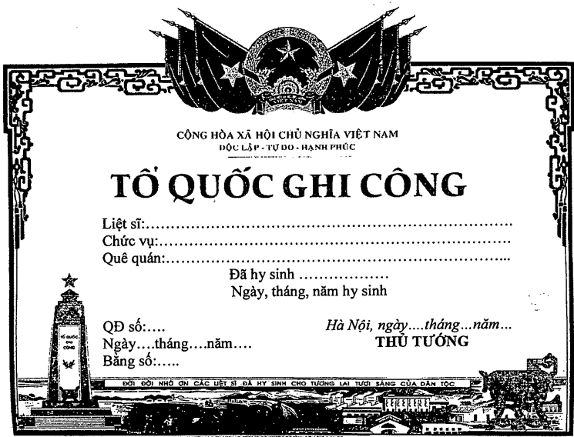 CỘNG HÒA XÃ HỘI CHỦ NGHĨA VIỆT NAM
ĐỘC LẬP - TỰ DO - HẠNH PHÚC
TỔ QUỐC GHI CÔNG
Liệt sĩ:……………………………………………………
Chức vụ:…………………………………………………
Quê quán:………………………………………………...
Đã hy sinh ………………
Ngày, tháng, năm hy sinh
QĐ số:….
Ngày….tháng….năm….
Bằng số:…..
Hà Nội, ngày….tháng…năm…
THỦ TƯỚNG
TỔ QUỐC
GHI
CÔNG
ĐỜI ĐỜI NHỚ ƠN CÁC LIỆT SĨ ĐÃ HY SINH CHO TƯƠNG LAI TƯƠI SÁNG CỦA DÂN TỘC